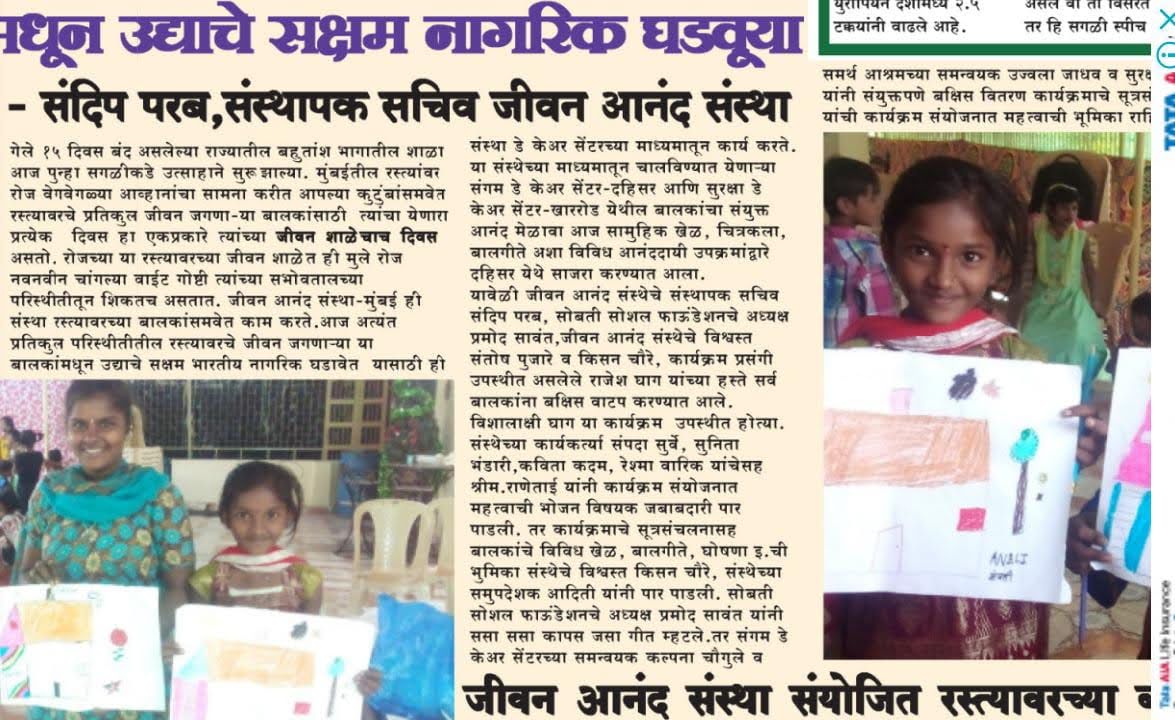 मधून उद्याचे सक्षम नागरिक घडवूया
- संदिप परब,संस्थापक सचिव जीवन आनंद संस्था
गेले १५ दिवस बंद असलेल्या राज्यातील बहुतांश भागातील शाळा
आज पुन्हा सगळीकडे उत्साहाने सुरू झाल्या. मुंबईतील रस्त्यांवर
रोज वेगवेगळ्या आव्हानांचा सामना करीत आपल्या कुटुंबांसमवेत
रस्त्यावरचे प्रतिकुल जीवन जगणा-या बालकांसाठी त्यांचा येणारा
प्रत्येक दिवस हा एकप्रकारे त्यांच्या जीवन शाळेचाच दिवस
असतो. रोजच्या या रस्त्यावरच्या जीवन शाळेत ही मुले रोज
नवनवीन चांगल्या वाईट गोष्टी त्यांच्या सभोवतालच्या
परिस्थीतीतून शिकतच असतात. जीवन आनंद संस्था-मुंबई ही
संस्था रस्त्यावरच्या बालकांसमवेत काम करते.आज अत्यंत
प्रतिकुल परिस्थीतीतील रस्त्यावरचे जीवन जगणाऱ्या या
बालकांमधून उद्याचे सक्षम भारतीय नागरिक घडावेत यासाठी ही
संस्था डे केअर सेंटरच्या माध्यमातून कार्य करते.
या संस्थेच्या माध्यमातून चालविण्यात येणाऱ्या
संगम डे केअर सेंटर-दहिसर आणि सुरक्षा डे
केअर सेंटर-खाररोड येथील बालकांचा संयुक्त
आनंद मेळावा आज सामुहिक खेळ, चित्रकला,
बालगीते अशा विविध आनंददायी उपक्रमांद्वारे
दहिसर येथे साजरा करण्यात आला.
यावेळी जीवन आनंद संस्थेचे संस्थापक सचिव
संदिप परब, सोबती सोशल फाऊंडेशनचे अध्यक्ष
प्रमोद सावंत,जीवन आनंद संस्थेचे विश्वस्त
संतोष पुजारे व किसन चौरे, कार्यक्रम प्रसंगी
उपस्थीत असलेले राजेश घाग यांच्या हस्ते सर्व
बालकांना बक्षिस वाटप करण्यात आले.
विशालाक्षी घाग या कार्यक्रम उपस्थीत होत्या.
संस्थेच्या कार्यकर्त्या संपदा सुर्वे, सुनिता
भंडारी,कविता कदम, रेश्मा वारिक यांचेसह
श्रीम.राणेताई यांनी कार्यक्रम संयोजनात
महत्वाची भोजन विषयक जबाबदारी पार
पाडली. तर कार्यक्रमाचे सूत्रसंचलनासह
बालकांचे विविध खेळ, बालगीते, घोषणा इ.ची
भुमिका संस्थेचे विश्वस्त किसन चौरे, संस्थेच्या
समुपदेशक आदिती यांनी पार पाडली. सोबती
सोशल फाऊंडेशनचे अध्यक्ष प्रमोद सावंत यांनी
ससा ससा कापस जसा गीत म्हटले.तर संगम डे
केअर सेंटरच्या समन्वयक कल्पना चौगुले व
युरोपियन देशांमध्ये २.५
टक्क्यांनी वाढले आहे.
असेल वा तो विसरत
तर हि सगळी स्पीच
समर्थ आश्रमच्या समन्वयक उज्वला जाधव व
यांनी संयुक्तपणे बक्षिस वितरण कार्यक्रमाचे
यांची कार्यक्रम संयोजनात महत्वाची भूमिका
ANJALI
जीवन आनंद संस्था संयोजित रस्त्यावरच्या
TATA
Tata AIA Life Insurance